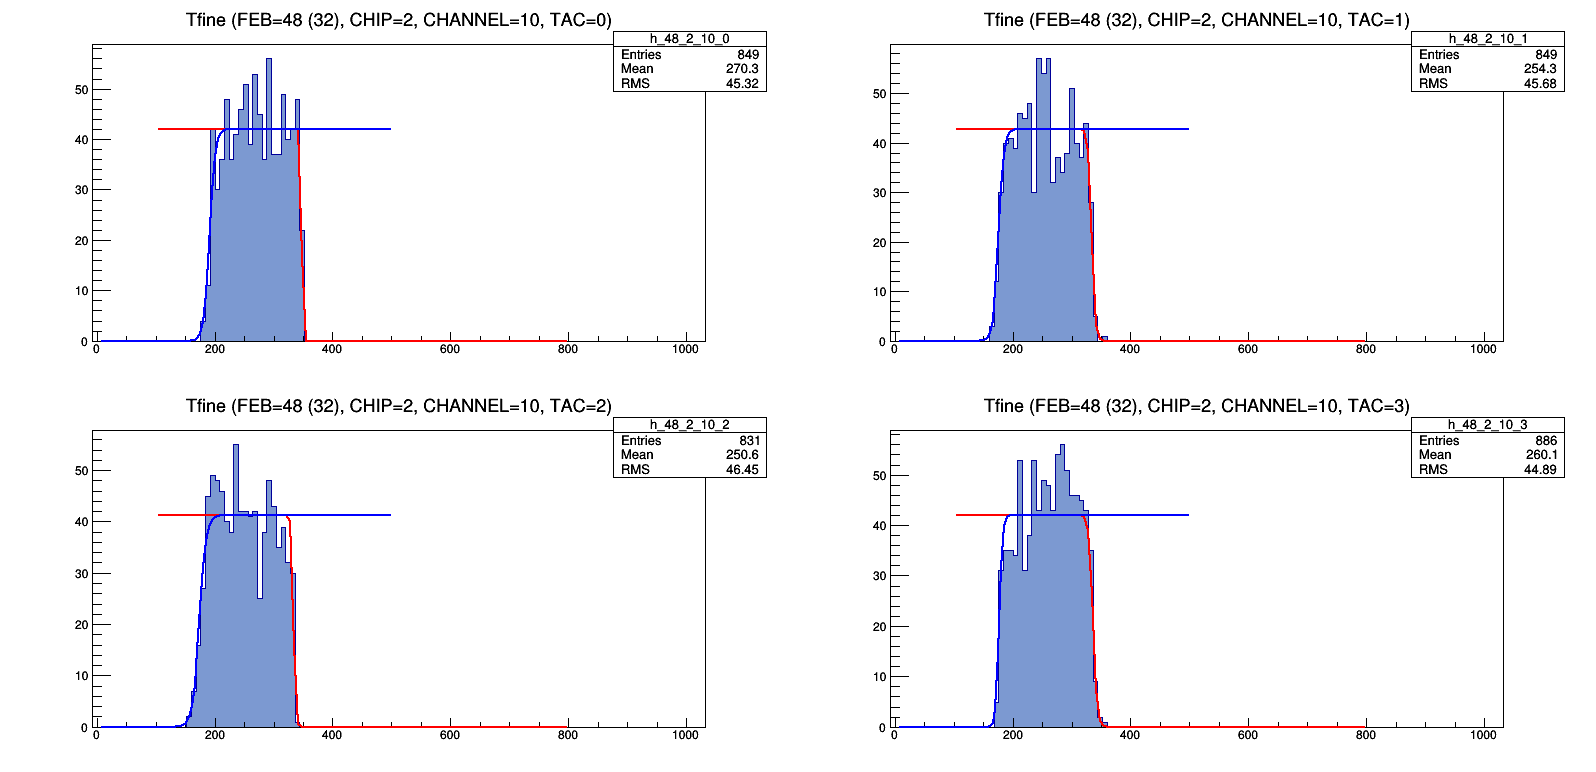 Tfine (FEB=48 (32), CHIP=2, CHANNEL=10, TAC=0)
h_48_2_10_0
Entries 849
Mean 270.3
RMS 45.32
50
40
30
20
10
0
0 200 400 600 800 1000
Tfine (FEB=48 (32), CHIP=2, CHANNEL=10, TAC=1)
h_48_2_10_1
Entries 849
Mean 254.3
RMS 45.68
50
40
30
20
10
0
0 200 400 600 800 1000
Tfine (FEB=48 (32), CHIP=2, CHANNEL=10, TAC=2)
h_48_2_10_2
Entries 831
Mean 250.6
RMS 46.45
50
40
30
20
10
0
0 200 400 600 800 1000
Tfine (FEB=48 (32), CHIP=2, CHANNEL=10, TAC=3)
h_48_2_10_3
Entries 886
Mean 260.1
RMS 44.89
50
40
30
20
10
0
0 200 400 600 800 1000